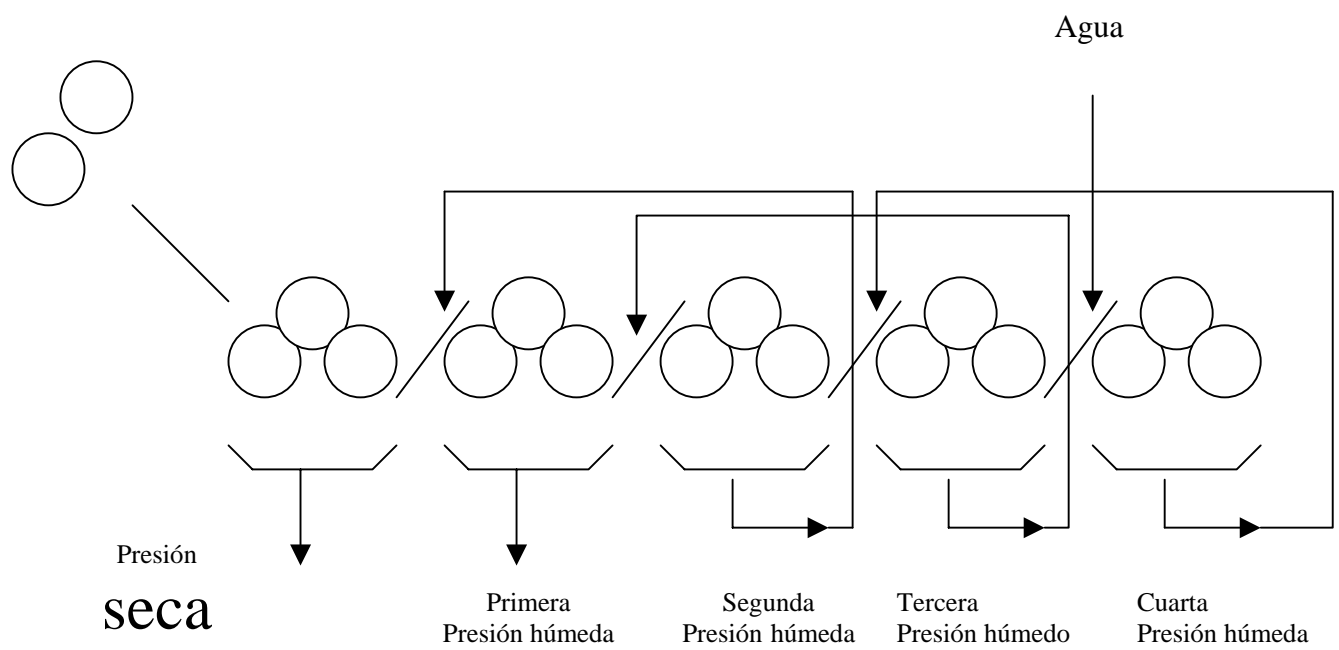 Agua
Presión
seca
Primera
Presión húmeda
Segunda
Presión húmeda
Tercera
Presión húmedo
Cuarta
Presión húmeda